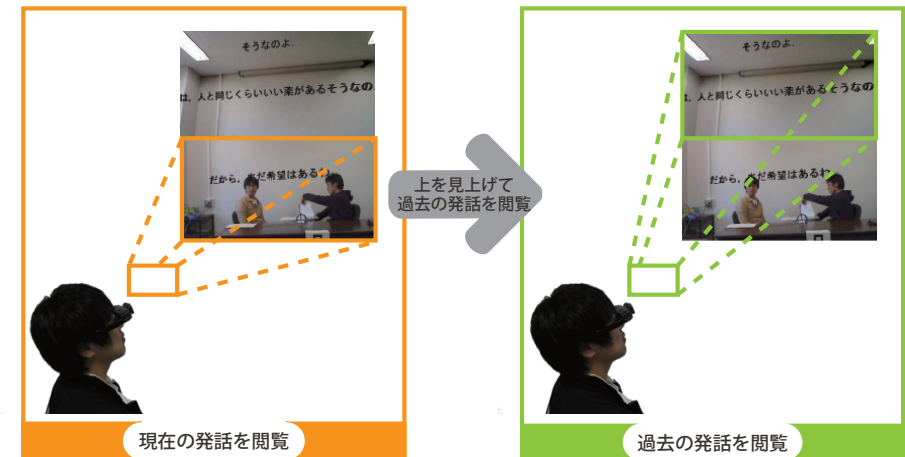 そうなのよ.
は, 人と同じくらいいい薬があるそうなの
だから, まだ希望はあるわ
現在の発話を閲覧
上を見上げて
過去の発話を閲覧
そうなのよ.
は, 人と同じくらいいい薬があるそうなの
だから, まだ希望はあるわ
過去の発話を閲覧